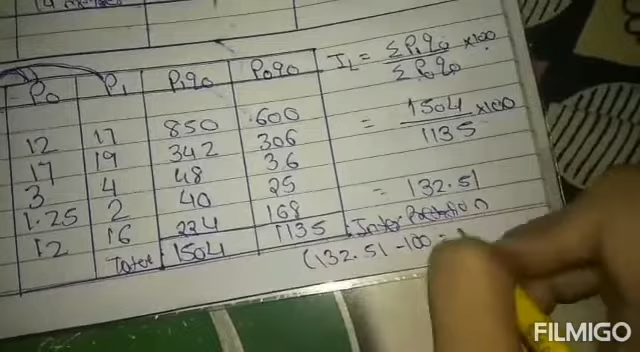 P₀ P₁ P₁q₀ P₀q₀
12 17 850 600
17 19 342 306
3 4 48 36
1.25 2 40 25
12 16 224 168
Total 1504 1135
I_L = ΣP₁q₀ / ΣP₀q₀ ×100
= 1504 / 1135 ×100
= 132.51
(132.51 - 100 =
FILMIGO